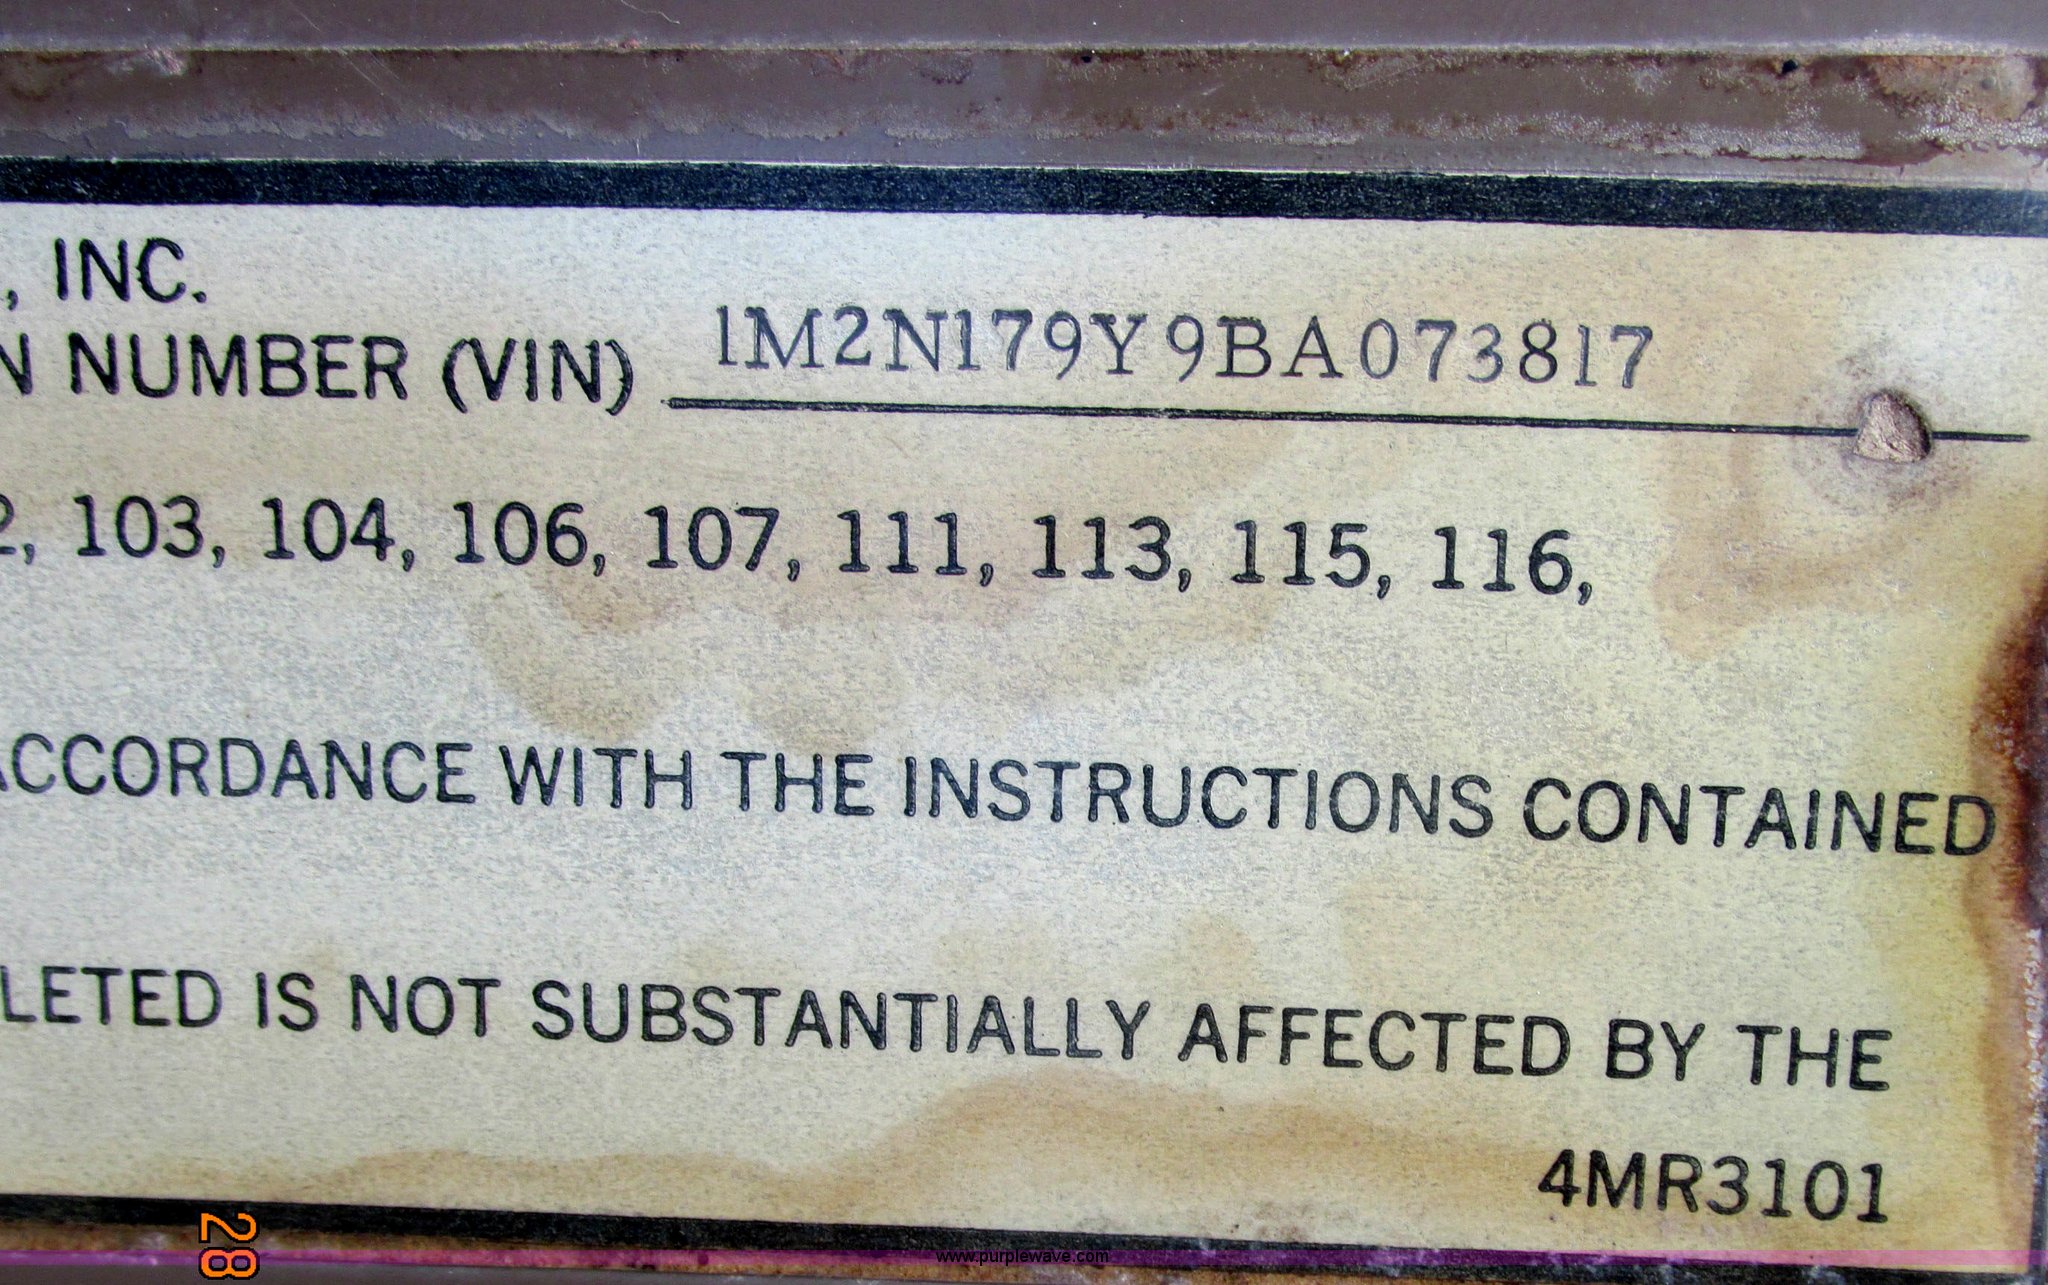 , INC.
N NUMBER (VIN) 1M2N179Y9BA073817
2, 103, 104, 106, 107, 111, 113, 115, 116,
ACCORDANCE WITH THE INSTRUCTIONS CONTAINED
LETED IS NOT SUBSTANTIALLY AFFECTED BY THE
4MR3101
28
www.purplewave.com